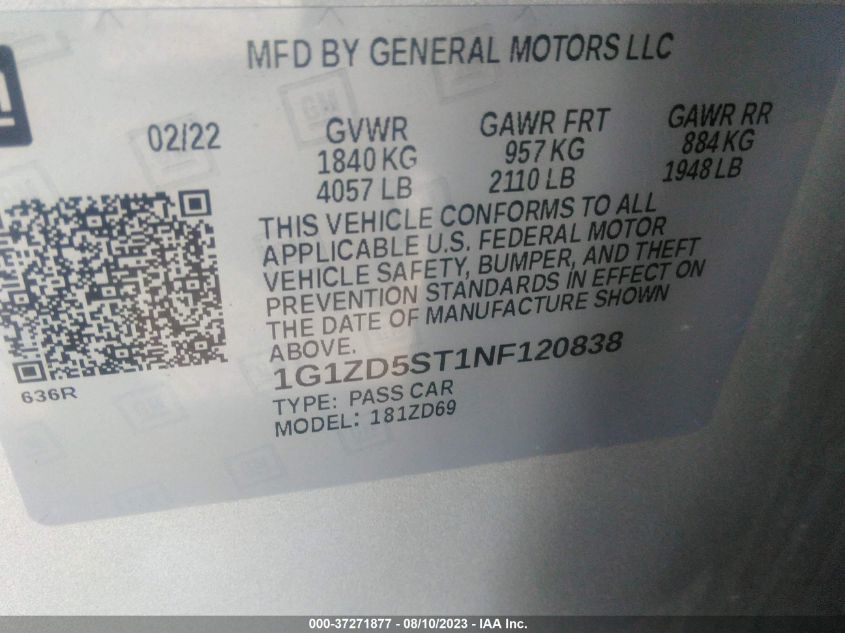 MFD BY GENERAL MOTORS LLC
02/22 GVWR GAWR FRT GAWR RR
1840 KG 957 KG 884 KG
4057 LB 2110 LB 1948 LB
THIS VEHICLE CONFORMS TO ALL
APPLICABLE U.S. FEDERAL MOTOR
VEHICLE SAFETY, BUMPER, AND THEFT
PREVENTION STANDARDS IN EFFECT ON
THE DATE OF MANUFACTURE SHOWN
ABOVE.
1G1ZD5ST1NF120838
636R
TYPE: PASS CAR
MODEL: 181ZD69
GM
000-37271877 - 08/10/2023 - IAA Inc.